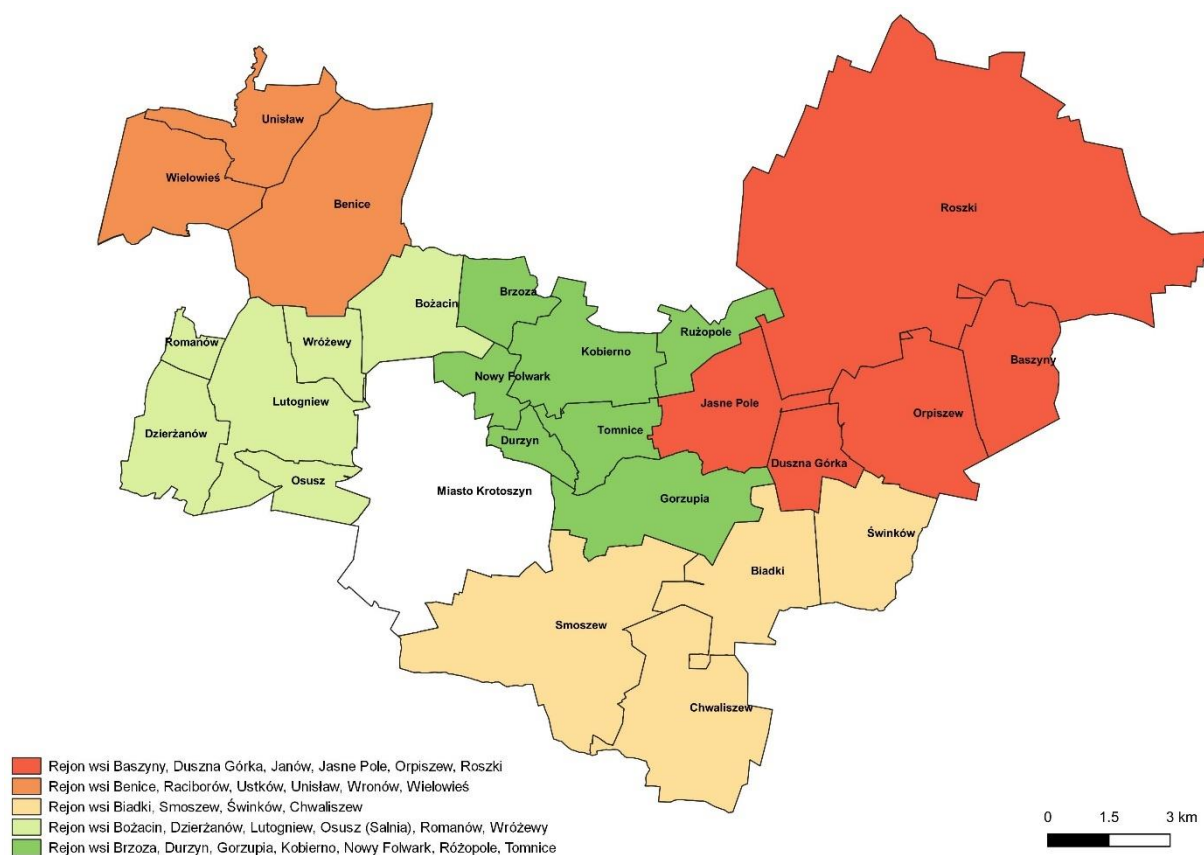 Unisław
Wielowieś
Benice
Roszki
Bożacin
Brzoza
Rużopole
Romanów
Wróżewy
Kobierno
Baszyny
Nowy Folwark
Lutogniew
Jasne Pole
Orpiszew
Dzierżanów
Durzyn
Tomnice
Duszna Górka
Osusz
Miasto Krotoszyn
Gorzupia
Świnków
Biadki
Smoszew
Chwaliszew
Rejon wsi Baszyny, Duszna Górka, Janów, Jasne Pole, Orpiszew, Roszki
Rejon wsi Benice, Raciborów, Ustków, Unisław, Wronów, Wielowieś
Rejon wsi Biadki, Smoszew, Świnków, Chwaliszew
Rejon wsi Bożacin, Dzierżanów, Lutogniew, Osusz (Salnia), Romanów, Wróżewy
Rejon wsi Brzoza, Durzyn, Gorzupia, Kobierno, Nowy Folwark, Różopole, Tomnice
0 1.5 3 km